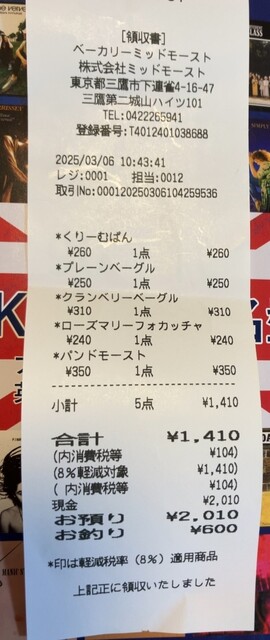 [領収書]
ベーカリーミッドモースト
株式会社ミッドモースト
東京都三鷹市下連雀4-16-47
三鷹第二城山ハイツ101
TEL:0422265941
登録番号:T4012401038688
2025/03/06 10:43:41
レジ:0001 担当:0012
取引No:000120250306104259536
*くりーむぱん
¥260 1点 ¥260
*プレーンベーグル
¥250 1点 ¥250
*クランベリーベーグル
¥310 1点 ¥310
*ローズマリーフォカッチャ
¥240 1点 ¥240
*パンドモースト
¥350 1点 ¥350
小計 5点 ¥1,410
合計 ¥1,410
(内消費税等 ¥104)
(8%軽減対象 ¥1,410)
( 内消費税等 ¥104)
現金 ¥2,010
お預り ¥2,010
お釣り ¥600
*印は軽減税率(8%)適用商品
上記正に領収いたしました